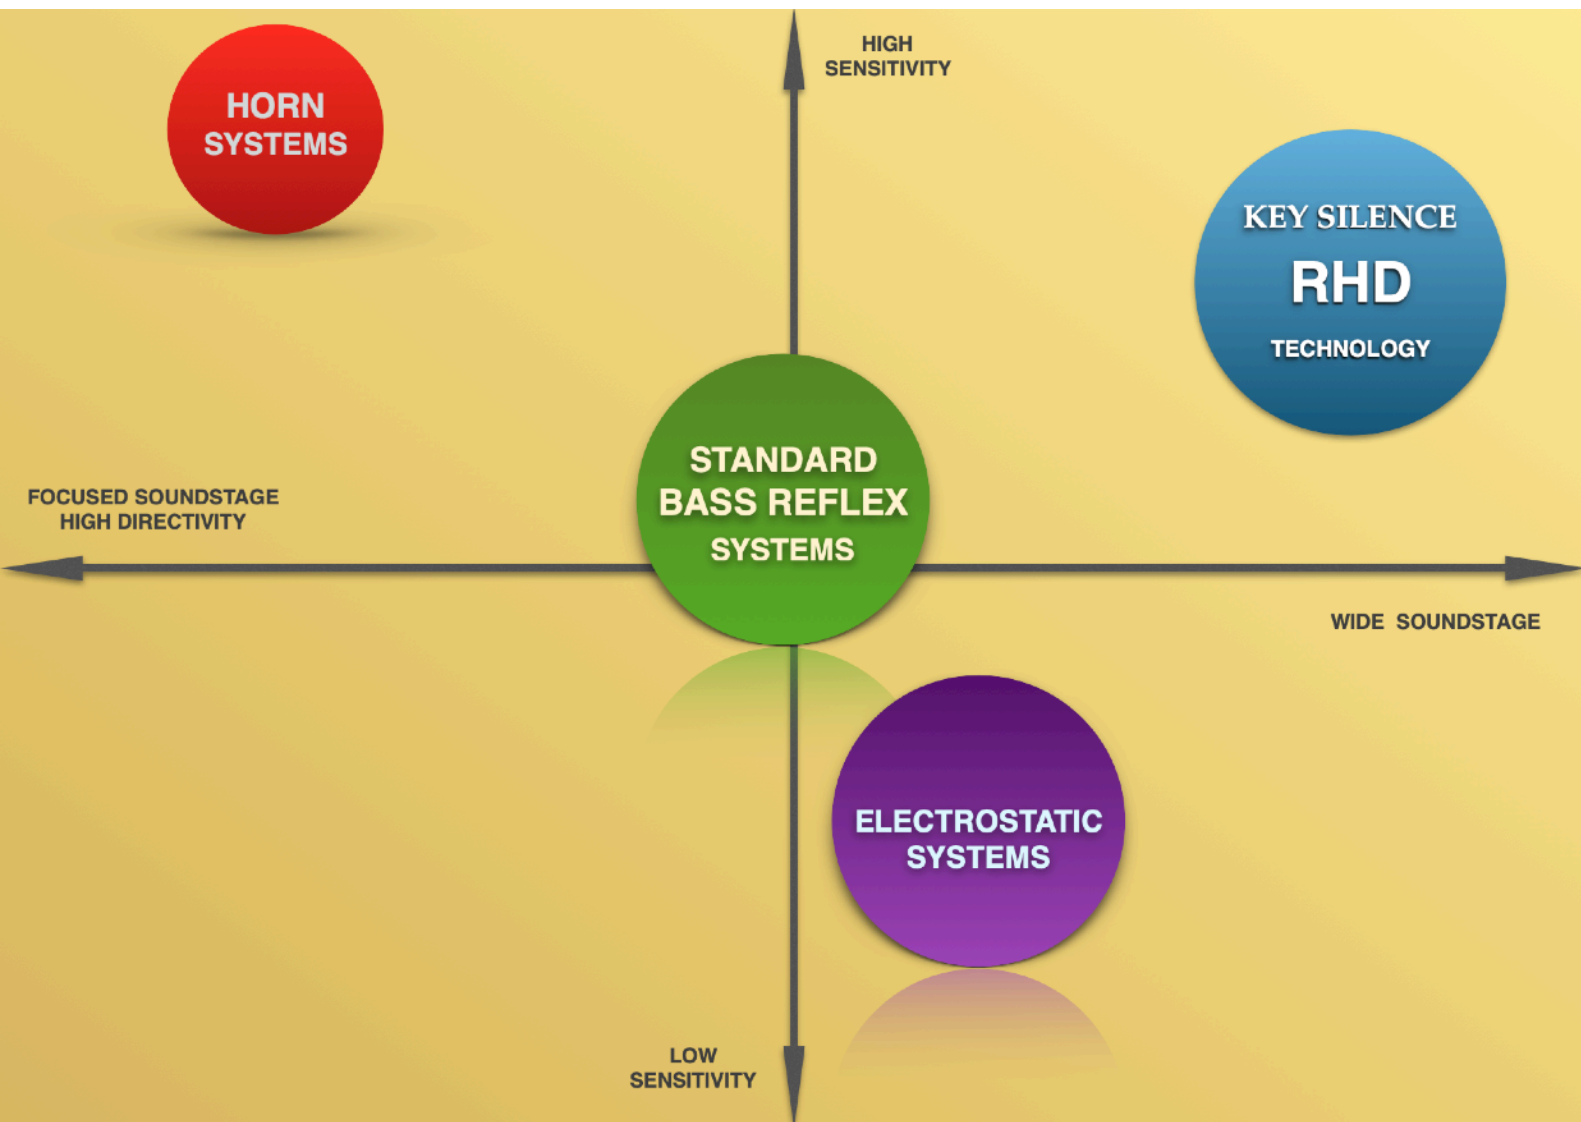 HIGH
SENSITIVITY
HORN
SYSTEMS
KEY SILENCE
RHD
TECHNOLOGY
STANDARD
BASS REFLEX
SYSTEMS
FOCUSED SOUNDSTAGE
HIGH DIRECTIVITY
WIDE SOUNDSTAGE
ELECTROSTATIC
SYSTEMS
LOW
SENSITIVITY